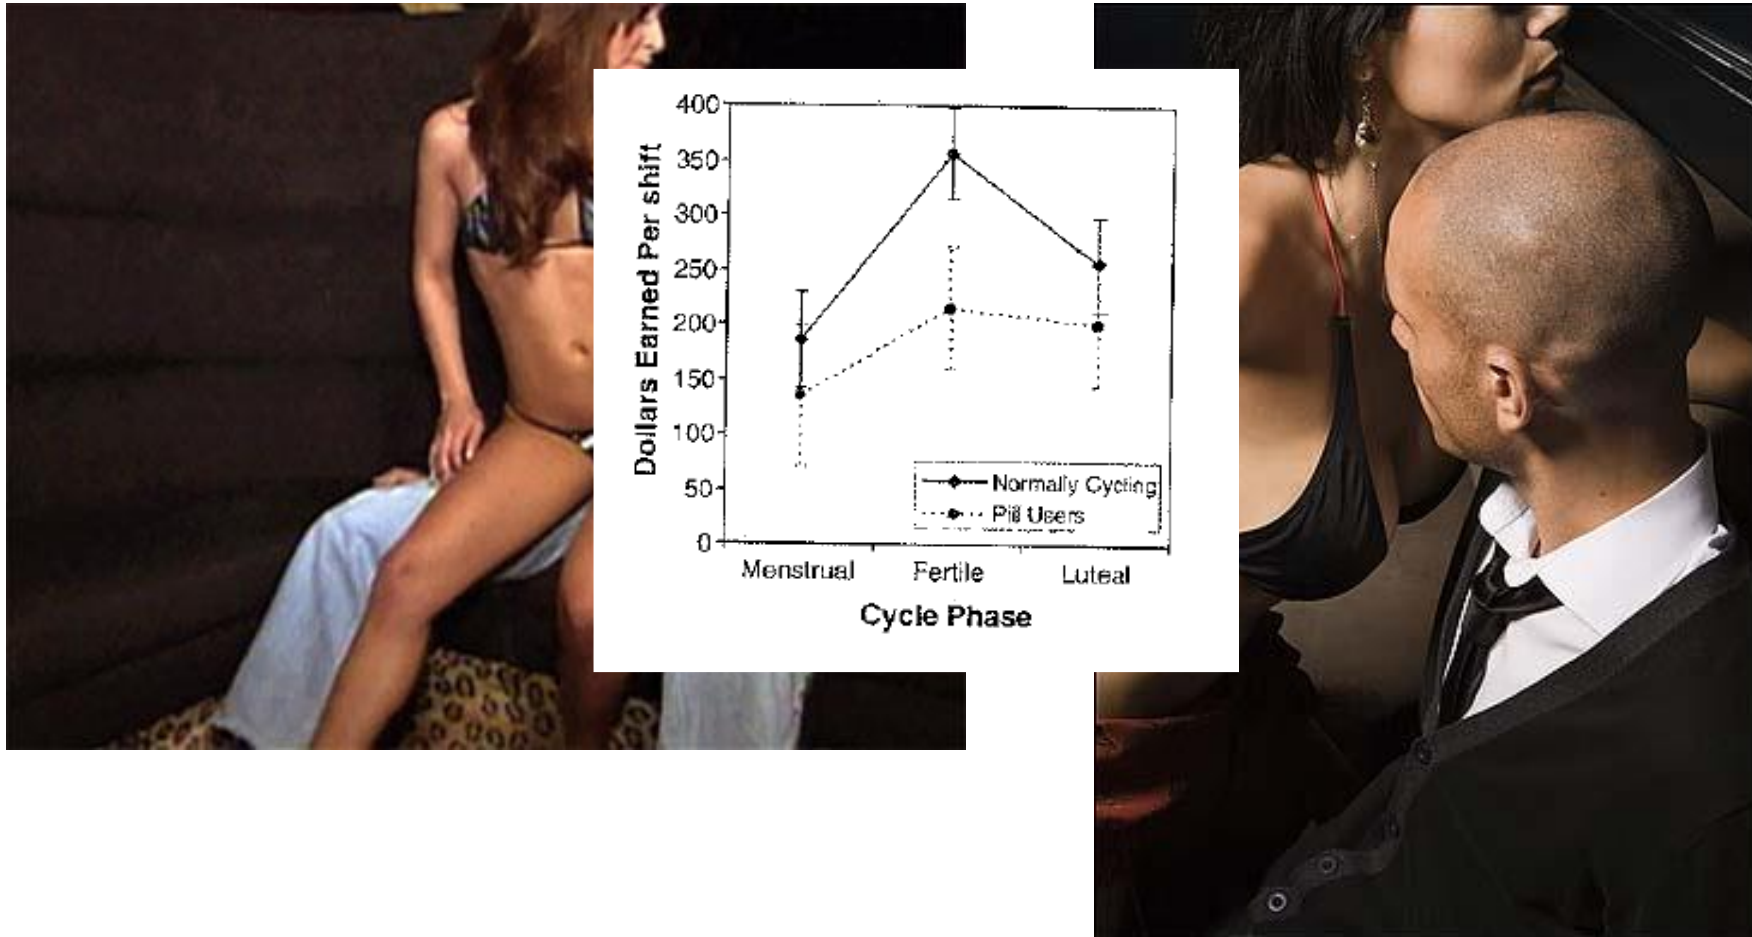 400
350
300
250
200
150
100
50
0
Dollars Earned Per shift
Normally Cycling
Pill Users
Menstrual Fertile Luteal
Cycle Phase